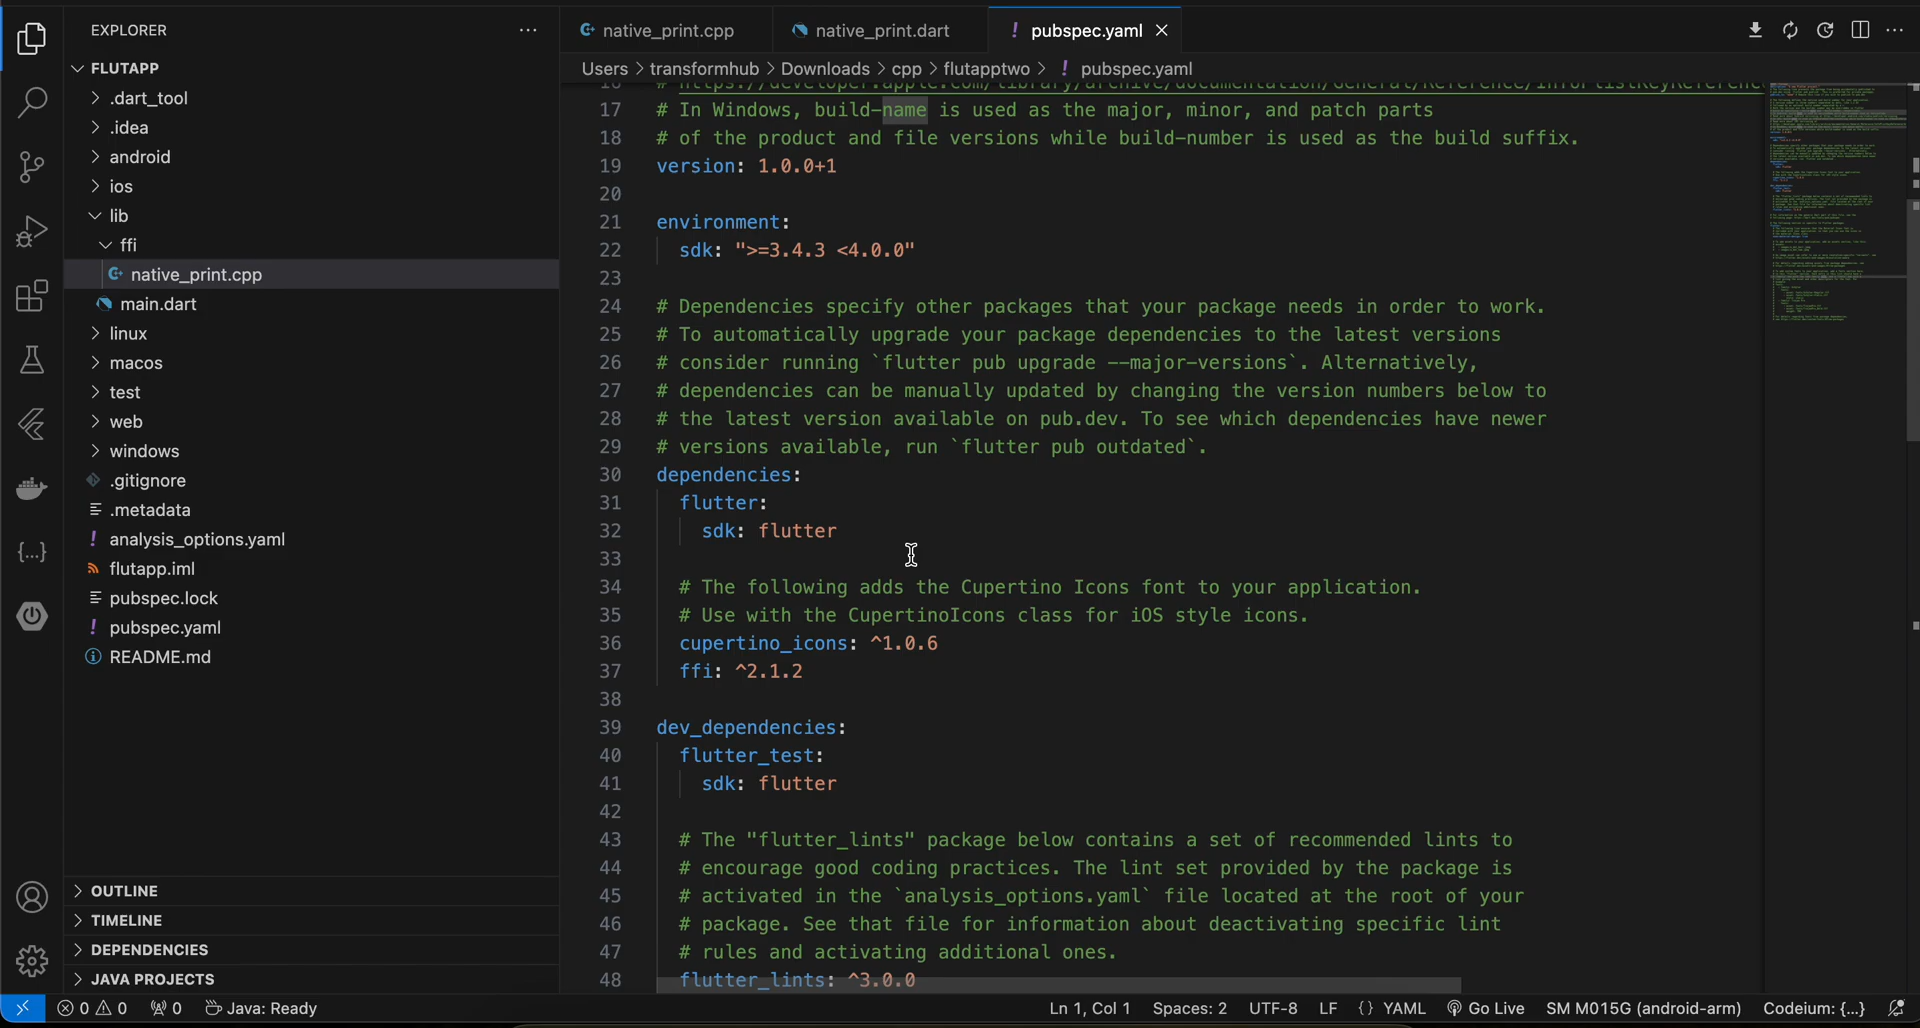 EXPLORER
FLUTAPP
.dart_tool
.idea
android
ios
lib
ffi
native_print.cpp
main.dart
linux
macos
test
web
windows
.gitignore
.metadata
analysis_options.yaml
flutapp.iml
pubspec.lock
pubspec.yaml
README.md
OUTLINE
TIMELINE
DEPENDENCIES
JAVA PROJECTS
native_print.cpp native_print.dart pubspec.yaml
Users > transformhub > Downloads > cpp > flutapptwo > ! pubspec.yaml
17 # In Windows, build-name is used as the major, minor, and patch parts
18 # of the product and file versions while build-number is used as the build suffix.
19 version: 1.0.0+1
20
21 environment:
22 sdk: ">=3.4.3 <4.0.0"
23
24 # Dependencies specify other packages that your package needs in order to work.
25 # To automatically upgrade your package dependencies to the latest versions
26 # consider running `flutter pub upgrade --major-versions`. Alternatively,
27 # dependencies can be manually updated by changing the version numbers below to
28 # the latest version available on pub.dev. To see which dependencies have newer
29 # versions available, run `flutter pub outdated`.
30 dependencies:
31 flutter:
32 sdk: flutter
33
34 # The following adds the Cupertino Icons font to your application.
35 # Use with the CupertinoIcons class for iOS style icons.
36 cupertino_icons: ^1.0.6
37 ffi: ^2.1.2
38
39 dev_dependencies:
40 flutter_test:
41 sdk: flutter
42
43 # The "flutter_lints" package below contains a set of recommended lints to
44 # encourage good coding practices. The lint set provided by the package is
45 # activated in the `analysis_options.yaml` file located at the root of your
46 # package. See that file for information about deactivating specific lint
47 # rules and activating additional ones.
48 flutter_lints: ^3.0.0
0 0 0 Java: Ready Ln 1, Col 1 Spaces: 2 UTF-8 LF {} YAML Go Live SM M015G (android-arm) Codeium: {...}